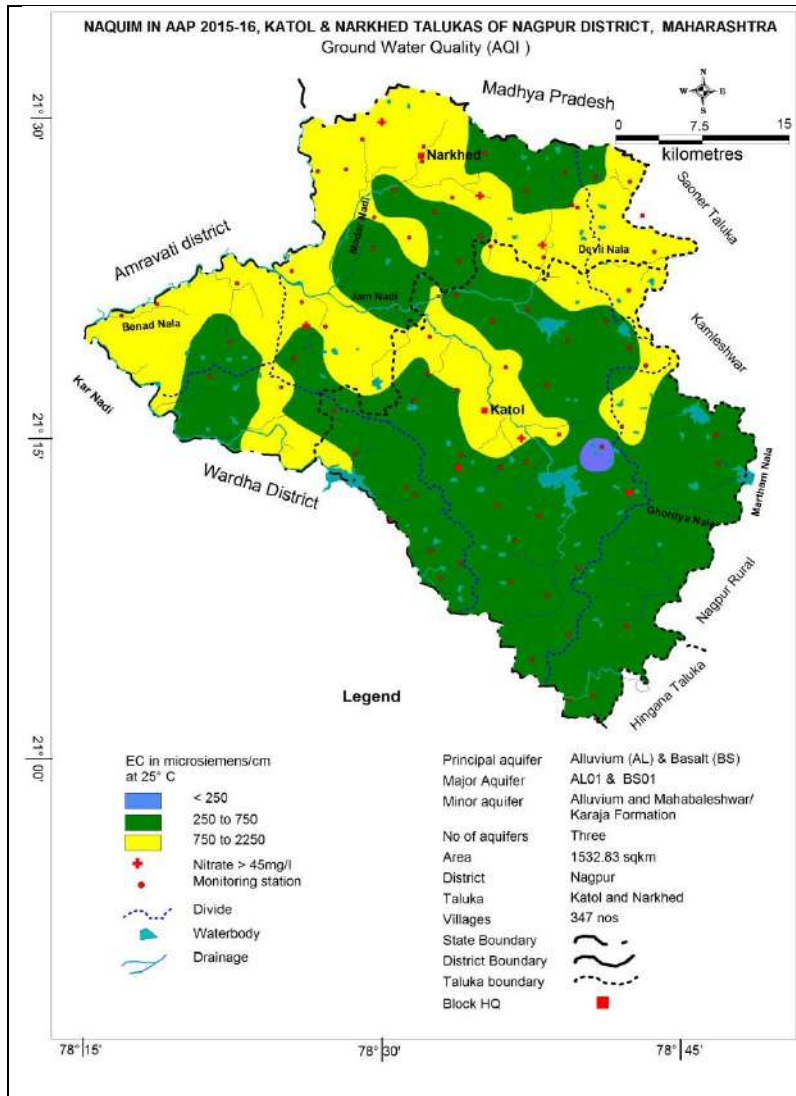 NAQUIM IN AAP 2015-16, KATOL & NARKHED TALUKAS OF NAGPUR DISTRICT, MAHARASHTRA
Ground Water Quality (AQI )
Madhya Pradesh
N
W E
S
0 7.5 15
kilometres
21° 30'
Narkhed
Saoner Taluka
Amravati district
Nadar Nadi
Devli Nala
Jam Nadi
Benad Nala
Kamleshwar
Kar Nadi
Katol
21° 15'
Wardha District
Martham Nala
Ghordya Nala
Nagpur Rural
Hingana Taluka
21° 00'
Legend
EC in microsiemens/cm
at 25° C
< 250
250 to 750
750 to 2250
Nitrate > 45mg/l
Monitoring station
Divide
Waterbody
Drainage
Principal aquifer Alluvium (AL) & Basalt (BS)
Major Aquifer AL01 & BS01
Minor aquifer Alluvium and Mahabaleshwar/
Karaja Formation
No of aquifers Three
Area 1532.83 sqkm
District Nagpur
Taluka Katol and Narkhed
Villages 347 nos
State Boundary
District Boundary
Taluka boundary
Block HQ
78° 15' 78° 30' 78° 45'